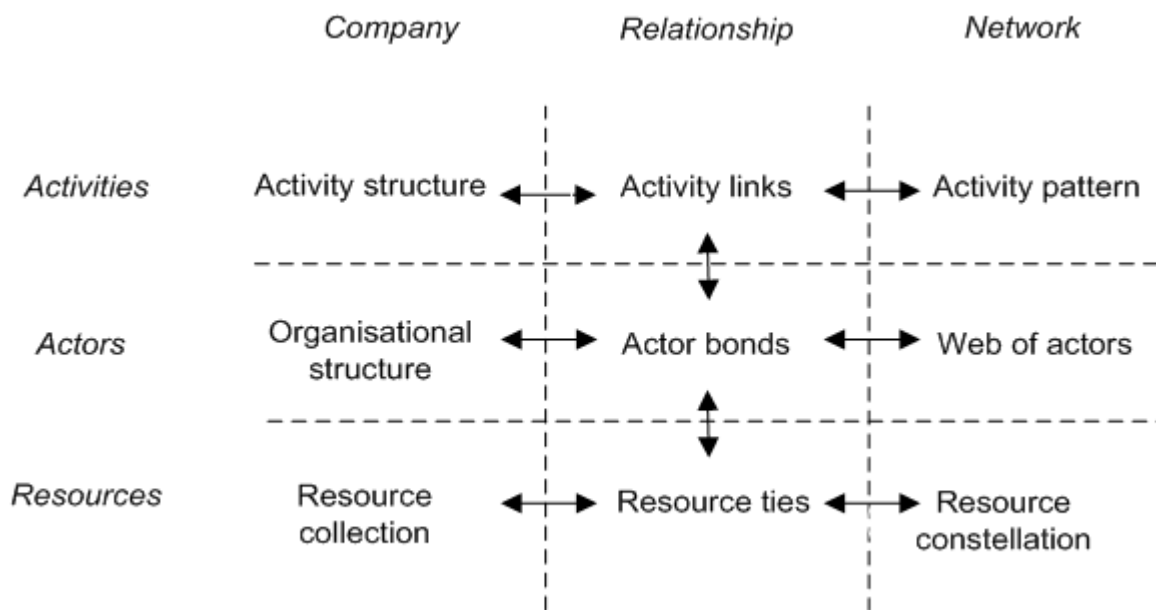 Company Relationship Network
Activities Activity structure Activity links Activity pattern
Actors Organisational structure Actor bonds Web of actors
Resources Resource collection Resource ties Resource constellation